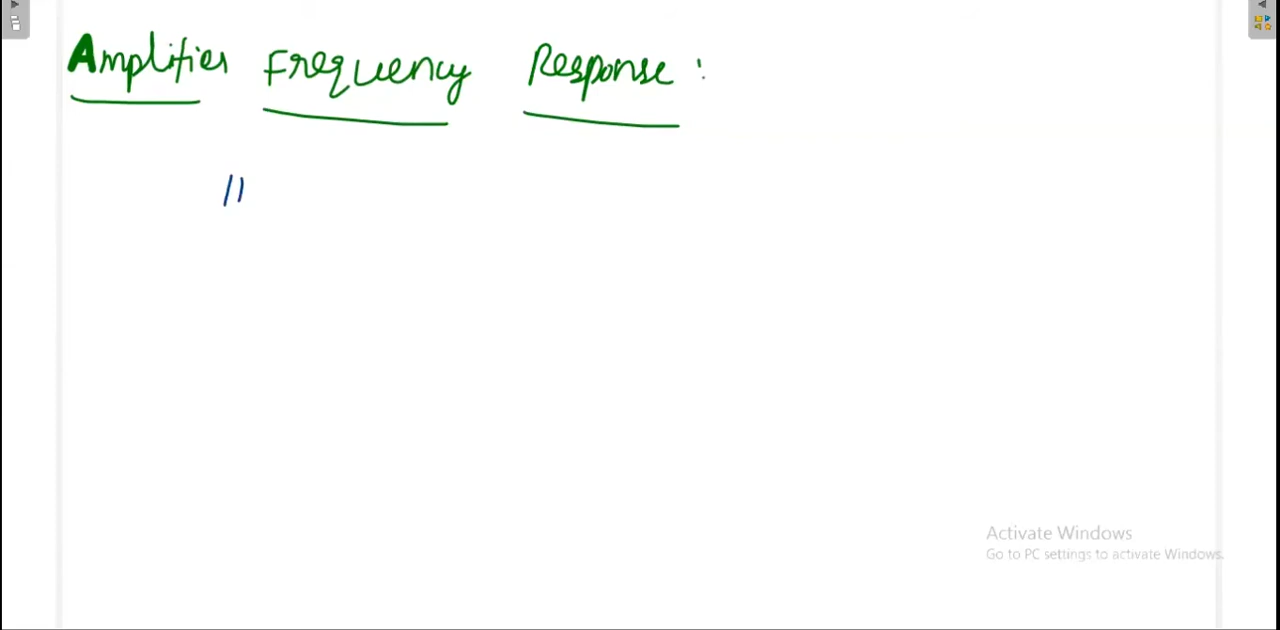 Amplifier Frequency Response :
//
Activate Windows
Go to PC settings to activate Windows.